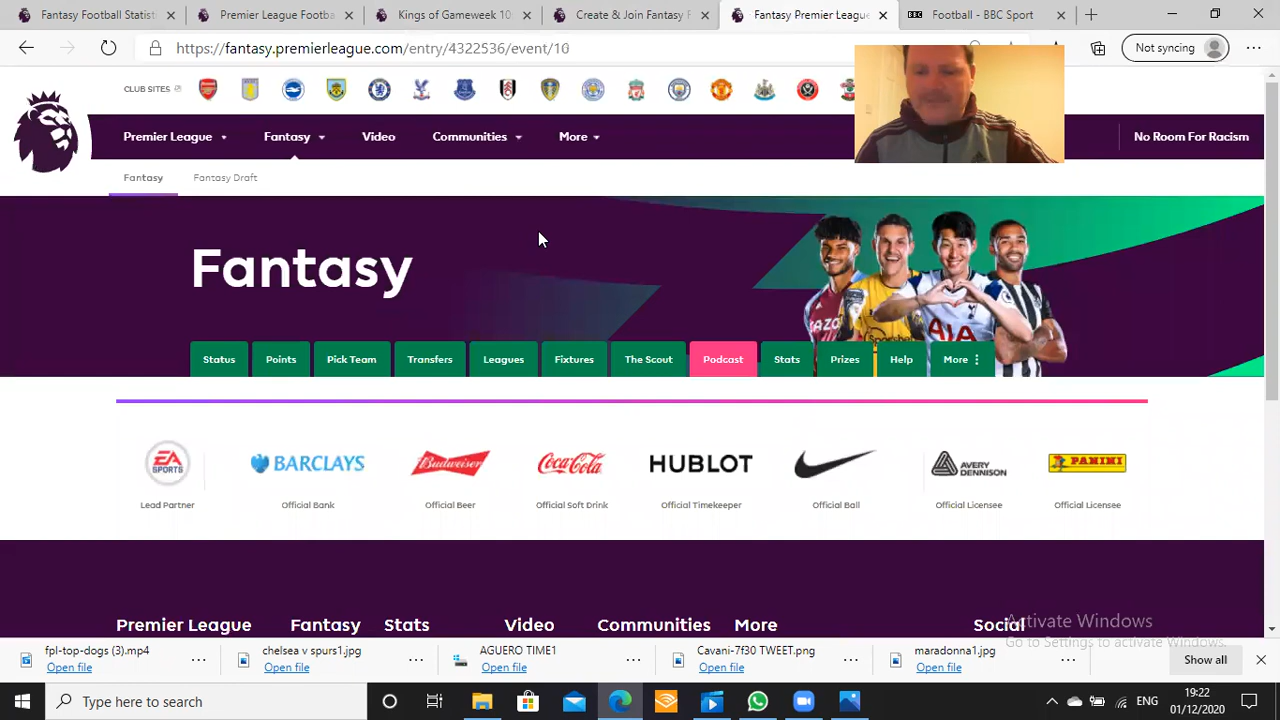 Football Statist
FPL League Footba
Kings of Gameweek 10
Create & Join Fantasy F
Fantasy Premier League
BBC
Football - BBC Sport
https://fantasy.premierleague.com/entry/4322536/event/10
Not syncing
CLUB SITES
Premier League
Fantasy
Video
Communities
More
No Room For Racism
Fantasy
Fantasy Draft
Fantasy
AIA
Status
Points
Pick Team
Transfers
Leagues
Fixtures
The Scout
Podcast
Stats
Prizes
Help
More
EA SPORTS
BARCLAYS
Budweiser
Coca-Cola
HUBLOT
AVERY DENNISON
PANINI
Lead Partner
Official Bank
Official Beer
Official Soft Drink
Official Timekeeper
Official Ball
Official Licensee
Official Licensee
Premier League
Fantasy
Stats
Video
Communities
More
Social
Activate Windows
Go to Settings to activate Windows.
fpl-top-dogs (3).mp4
Open file
chelsea v spurs1.jpg
Open file
AGUERO TIME1
Open file
Cavani-7f30 TWEET.png
Open file
maradonna1.jpg
Open file
Show all
Type here to search
ENG
19:22
01/12/2020